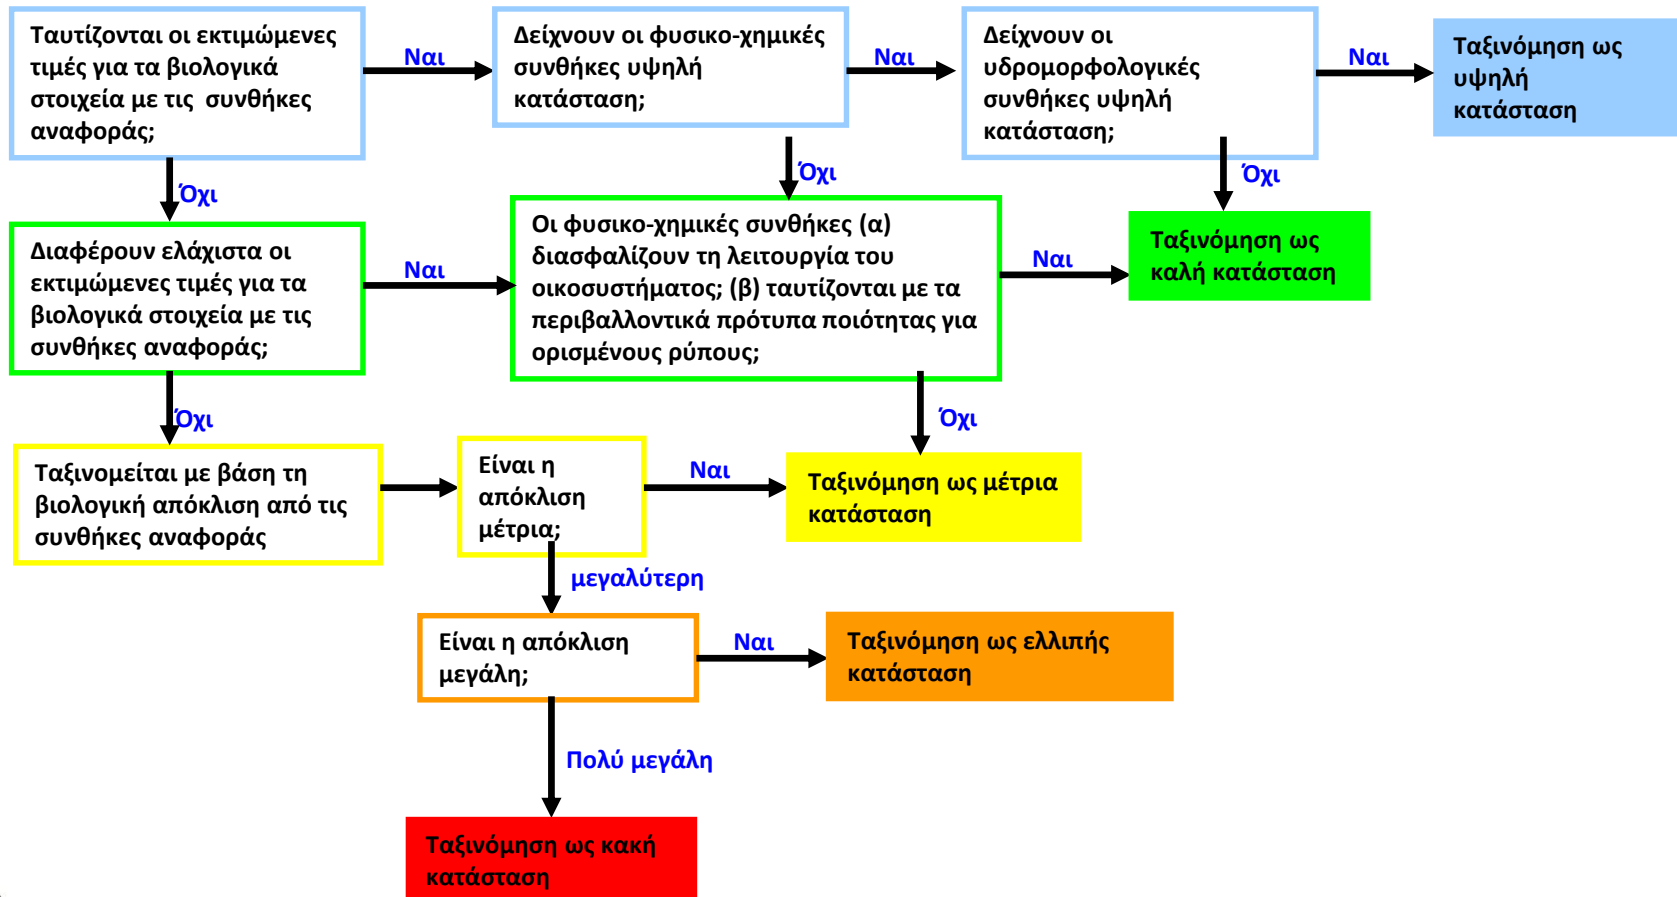 Ταυτίζονται οι εκτιμώμενες
τιμές για τα βιολογικά
στοιχεία με τις συνθήκες
αναφοράς;
Ναι
Δείχνουν οι φυσικο-χημικές
συνθήκες υψηλή
κατάσταση;
Ναι
Δείχνουν οι
υδρομορφολογικές
συνθήκες υψηλή
κατάσταση;
Ναι
Ταξινόμηση ως
υψηλή
κατάσταση
Όχι
Όχι
Όχι
Διαφέρουν ελάχιστα οι
εκτιμώμενες τιμές για τα
βιολογικά στοιχεία με τις
συνθήκες αναφοράς;
Ναι
Οι φυσικο-χημικές συνθήκες (α)
διασφαλίζουν τη λειτουργία του
οικοσυστήματος; (β) ταυτίζονται με τα
περιβαλλοντικά πρότυπα ποιότητας για
ορισμένους ρύπους;
Ναι
Ταξινόμηση ως
καλή κατάσταση
Όχι
Όχι
Ταξινομείται με βάση τη
βιολογική απόκλιση από τις
συνθήκες αναφοράς
Είναι η
απόκλιση
μέτρια;
Ναι
Ταξινόμηση ως μέτρια
κατάσταση
μεγαλύτερη
Είναι η απόκλιση
μεγάλη;
Ναι
Ταξινόμηση ως ελλιπής
κατάσταση
Πολύ μεγάλη
Ταξινόμηση ως κακή
κατάσταση